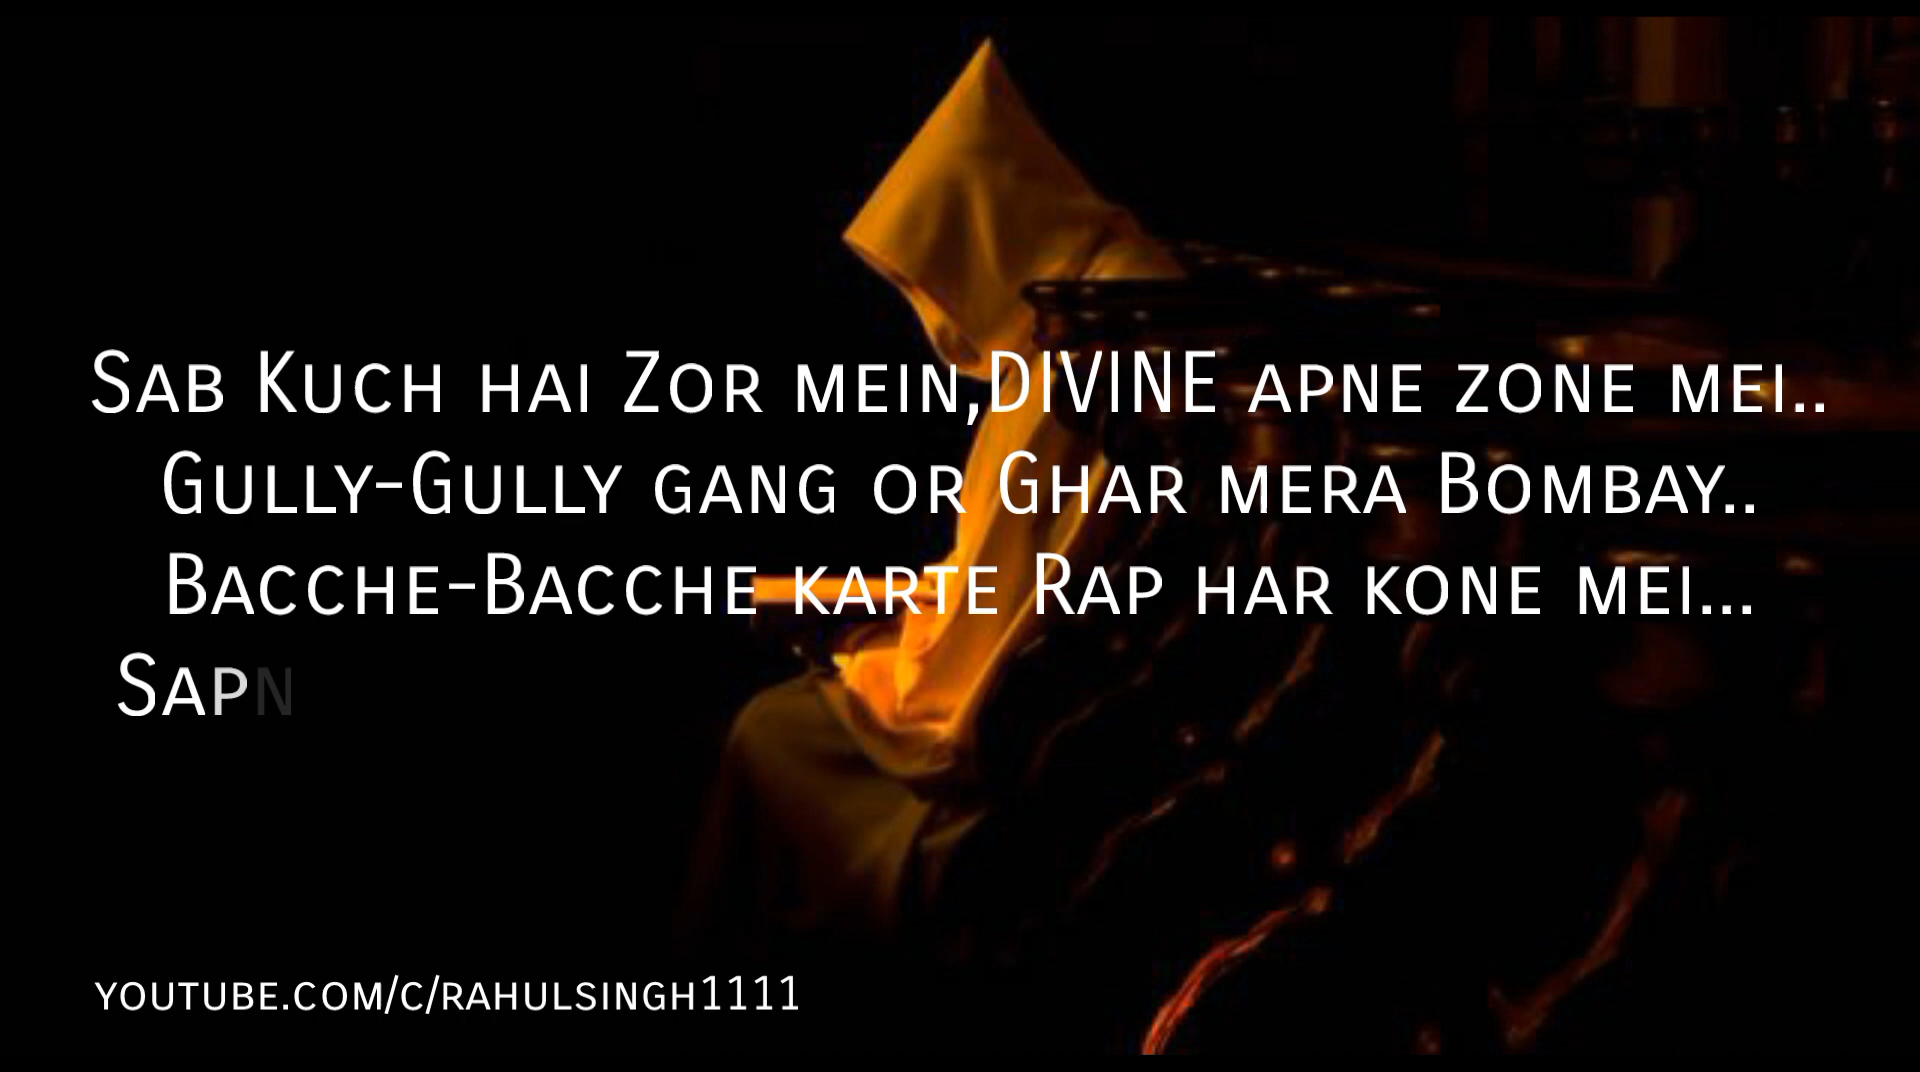 Sab Kuch hai Zor mein,DIVINE apne zone mei..
Gully-Gully gang or Ghar mera Bombay..
Bacche-Bacche karte Rap har kone mei...
Sapn
youtube.com/c/rahulsingh1111